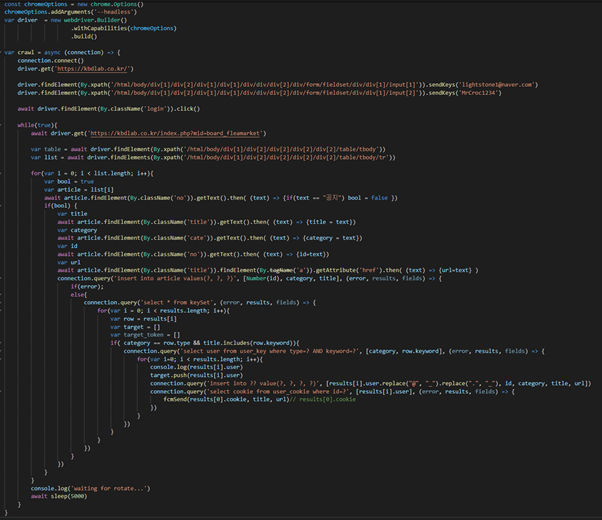 const chromeOptions = new chrome.Options()
chromeOptions.addArguments('--headless')
var driver  = new webdriver.Builder()
                .withCapabilities(chromeOptions)
                .build()

var crawl = async (connection) => {
    connection.connect()
    driver.get('https://kbdlab.co.kr/')

    driver.findElement(By.xpath('/html/body/div[1]/div[2]/div[1]/div[1]/div/div/div[2]/div/form/fieldset/div/div[1]/input[1]')).sendKeys('lightstone1@naver.com')
    driver.findElement(By.xpath('/html/body/div[1]/div[2]/div[1]/div[1]/div/div/div[2]/div/form/fieldset/div/div[1]/input[2]')).sendKeys('MrCroc1234')

    await driver.findElement(By.className('login')).click()

    while(true){
        await driver.get('https://kbdlab.co.kr/index.php?mid=board_fleamarket')

        var table = await driver.findElement(By.xpath('/html/body/div[1]/div[2]/div/div[2]/div[2]/div[2]/table/tbody'))
        var list = await driver.findElements(By.xpath('/html/body/div[1]/div[2]/div/div[2]/div[2]/div[2]/table/tbody/tr'))

        for(var i = 0; i < list.length; i++){
            var bool = true
            var article = list[i]
            await article.findElement(By.className('no')).getText().then( (text) => {if(text == "공지") bool = false })
            if(bool) {
                var title
                await article.findElement(By.className('title')).getText().then( (text) => {title = text})
                var category
                await article.findElement(By.className('cate')).getText().then( (text) => {category = text})
                var id
                await article.findElement(By.className('no')).getText().then( (text) => {id=text})
                var url
                await article.findElement(By.className('title')).findElement(By.tagName('a')).getAttribute('href').then( (text) => {url=text} )
                connection.query('insert into article values(?, ?, ?)', [Number(id), category, title], (error, results, fields) => {
                    if(error);
                    else{
                        connection.query('select * from keySet', (error, results, fields) => {
                            for(var i = 0; i < results.length; i++){
                                var row = results[i]
                                var target = []
                                var target_token = []
                                if( category == row.type && title.includes(row.keyword)){
                                    connection.query('select user from user_key where type=? AND keyword=?', [category, row.keyword], (error, results, fields) => {
                                        for(var i=0; i < results.length; i++){
                                            console.log(results[i].user)
                                            target.push(results[i].user)
                                            connection.query('insert into ?? value(?, ?, ?, ?)', [results[i].user.replace("@", "_").replace(".", "_"), id, category, title, url])
                                            connection.query('select cookie from user_cookie where id=?', [results[i].user], (error, results, fields) => {
                                                fcmSend(results[0].cookie, title, url)// results[0].cookie
                                            })
                                        }
                                    })
                                }
                            }
                        })
                    }
                })
            }
        }
        console.log('waiting for rotate...')
        await sleep(5000)
    }
}